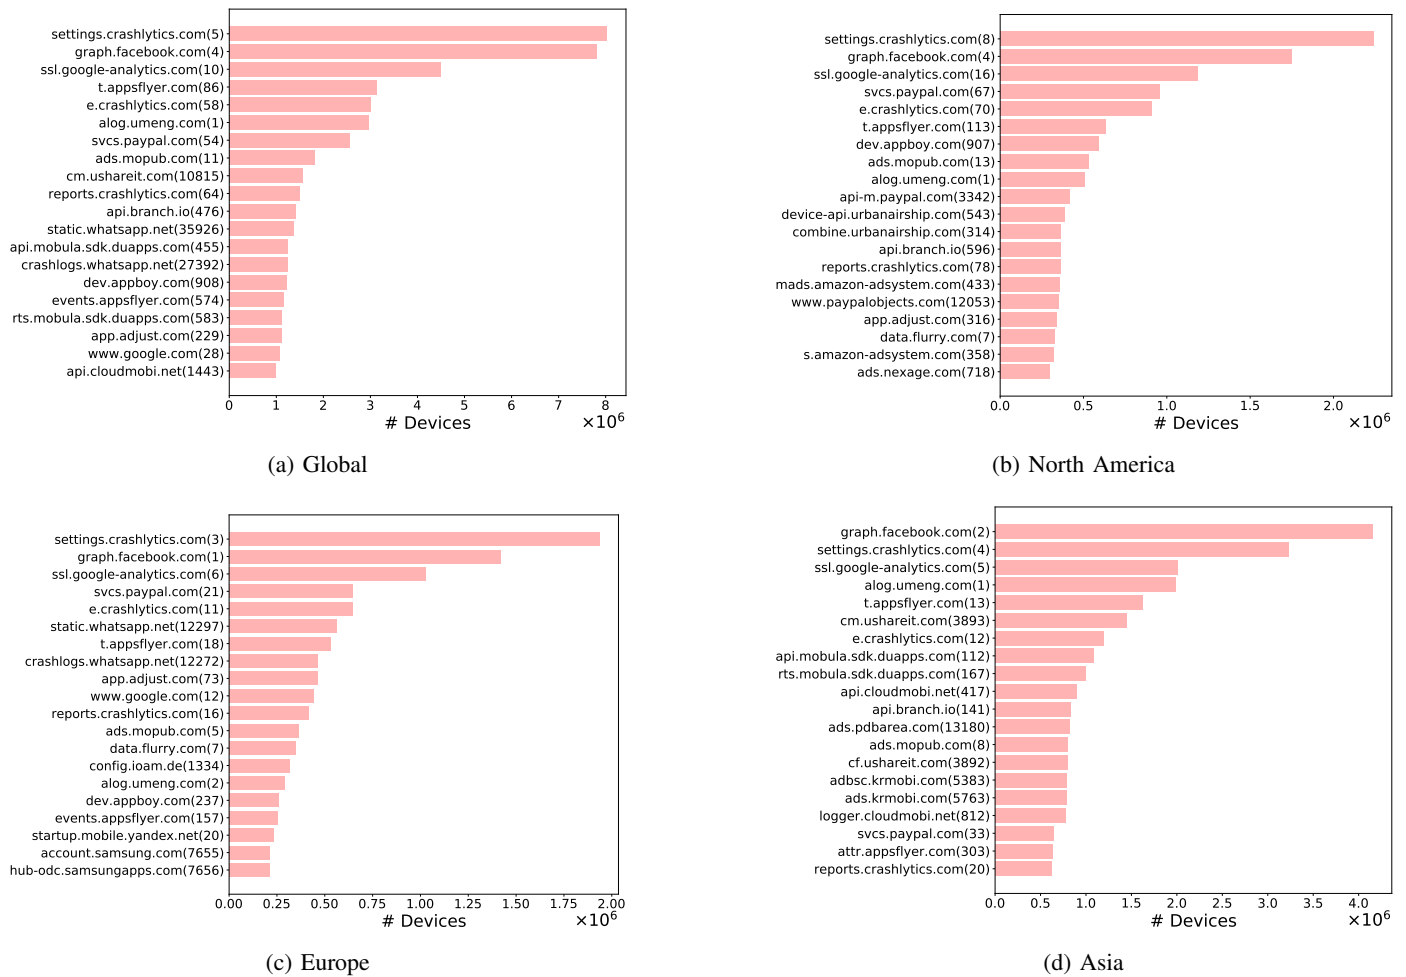 settings.crashlytics.com(5)
graph.facebook.com(4)
ssl.google-analytics.com(10)
t.appsflyer.com(86)
e.crashlytics.com(58)
alog.umeng.com(1)
svcs.paypal.com(54)
ads.mopub.com(11)
cm.ushareit.com(10815)
reports.crashlytics.com(64)
api.branch.io(476)
static.whatsapp.net(35926)
api.mobula.sdk.duapps.com(455)
crashlogs.whatsapp.net(27392)
dev.appboy.com(908)
events.appsflyer.com(574)
rts.mobula.sdk.duapps.com(583)
app.adjust.com(229)
www.google.com(28)
api.cloudmobi.net(1443)
0 1 2 3 4 5 6 7 8
# Devices ×10⁶
(a) Global
settings.crashlytics.com(8)
graph.facebook.com(4)
ssl.google-analytics.com(16)
svcs.paypal.com(67)
e.crashlytics.com(70)
t.appsflyer.com(113)
dev.appboy.com(907)
ads.mopub.com(13)
alog.umeng.com(1)
api-m.paypal.com(3342)
device-api.urbanairship.com(543)
combine.urbanairship.com(314)
api.branch.io(596)
reports.crashlytics.com(78)
mads.amazon-adsystem.com(433)
www.paypalobjects.com(12053)
app.adjust.com(316)
data.flurry.com(7)
s.amazon-adsystem.com(358)
ads.nexage.com(718)
0.0 0.5 1.0 1.5 2.0
# Devices ×10⁶
(b) North America
settings.crashlytics.com(3)
graph.facebook.com(1)
ssl.google-analytics.com(6)
svcs.paypal.com(21)
e.crashlytics.com(11)
static.whatsapp.net(12297)
t.appsflyer.com(18)
crashlogs.whatsapp.net(12272)
app.adjust.com(73)
www.google.com(12)
reports.crashlytics.com(16)
ads.mopub.com(5)
data.flurry.com(7)
config.ioam.de(1334)
alog.umeng.com(2)
dev.appboy.com(237)
events.appsflyer.com(157)
startup.mobile.yandex.net(20)
account.samsung.com(7655)
hub-odc.samsungapps.com(7656)
0.00 0.25 0.50 0.75 1.00 1.25 1.50 1.75 2.00
# Devices ×10⁶
(c) Europe
graph.facebook.com(2)
settings.crashlytics.com(4)
ssl.google-analytics.com(5)
alog.umeng.com(1)
t.appsflyer.com(13)
cm.ushareit.com(3893)
e.crashlytics.com(12)
api.mobula.sdk.duapps.com(112)
rts.mobula.sdk.duapps.com(167)
api.cloudmobi.net(417)
api.branch.io(141)
ads.pdbarea.com(13180)
ads.mopub.com(8)
cf.ushareit.com(3892)
adbsc.krmobi.com(5383)
ads.krmobi.com(5763)
logger.cloudmobi.net(812)
svcs.paypal.com(33)
attr.appsflyer.com(303)
reports.crashlytics.com(20)
0.0 0.5 1.0 1.5 2.0 2.5 3.0 3.5 4.0
# Devices ×10⁶
(d) Asia